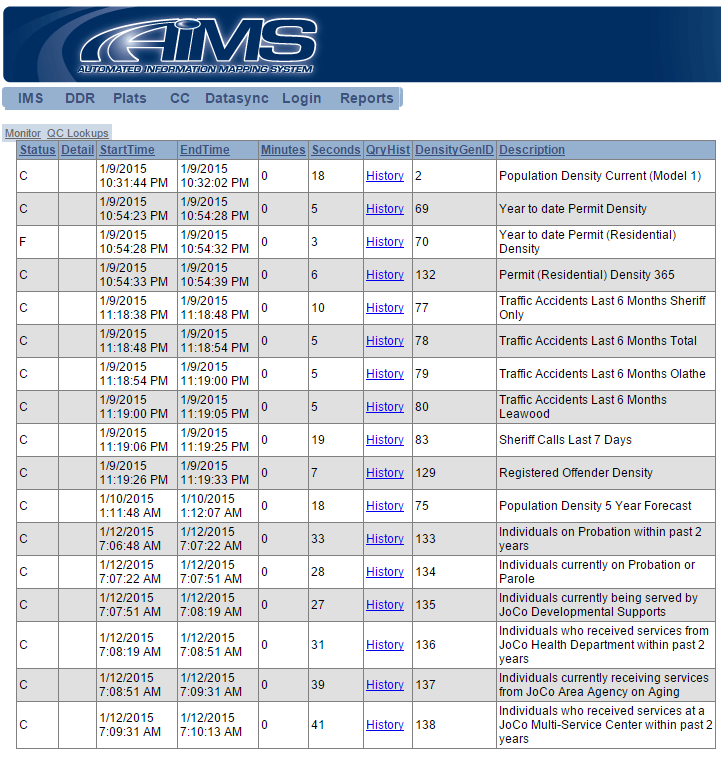 AiMS
AUTOMATED INFORMATION MAPPING SYSTEM
IMS DDR Plats CC Datasync Login Reports
Monitor QC Lookups
Status Detail StartTime EndTime Minutes Seconds QryHist DensityGenID Description
C 1/9/2015 10:31:44 PM 1/9/2015 10:32:02 PM 0 18 History 2 Population Density Current (Model 1)
C 1/9/2015 10:54:23 PM 1/9/2015 10:54:28 PM 0 5 History 69 Year to date Permit Density
F 1/9/2015 10:54:28 PM 1/9/2015 10:54:32 PM 0 3 History 70 Year to date Permit (Residential) Density
C 1/9/2015 10:54:33 PM 1/9/2015 10:54:39 PM 0 6 History 132 Permit (Residential) Density 365
C 1/9/2015 11:18:38 PM 1/9/2015 11:18:48 PM 0 10 History 77 Traffic Accidents Last 6 Months Sheriff Only
C 1/9/2015 11:18:48 PM 1/9/2015 11:18:54 PM 0 5 History 78 Traffic Accidents Last 6 Months Total
C 1/9/2015 11:18:54 PM 1/9/2015 11:19:00 PM 0 5 History 79 Traffic Accidents Last 6 Months Olathe
C 1/9/2015 11:19:00 PM 1/9/2015 11:19:05 PM 0 5 History 80 Traffic Accidents Last 6 Months Leawood
C 1/9/2015 11:19:06 PM 1/9/2015 11:19:25 PM 0 19 History 83 Sheriff Calls Last 7 Days
C 1/9/2015 11:19:26 PM 1/9/2015 11:19:33 PM 0 7 History 129 Registered Offender Density
C 1/10/2015 1:11:48 AM 1/10/2015 1:12:07 AM 0 18 History 75 Population Density 5 Year Forecast
C 1/12/2015 7:06:48 AM 1/12/2015 7:07:22 AM 0 33 History 133 Individuals on Probation within past 2 years
C 1/12/2015 7:07:22 AM 1/12/2015 7:07:51 AM 0 28 History 134 Individuals currently on Probation or Parole
C 1/12/2015 7:07:51 AM 1/12/2015 7:08:19 AM 0 27 History 135 Individuals currently being served by JoCo Developmental Supports
C 1/12/2015 7:08:19 AM 1/12/2015 7:08:51 AM 0 31 History 136 Individuals who received services from JoCo Health Department within past 2 years
C 1/12/2015 7:08:51 AM 1/12/2015 7:09:31 AM 0 39 History 137 Individuals currently receiving services from JoCo Area Agency on Aging
C 1/12/2015 7:09:31 AM 1/12/2015 7:10:13 AM 0 41 History 138 Individuals who received services at a JoCo Multi-Service Center within past 2 years